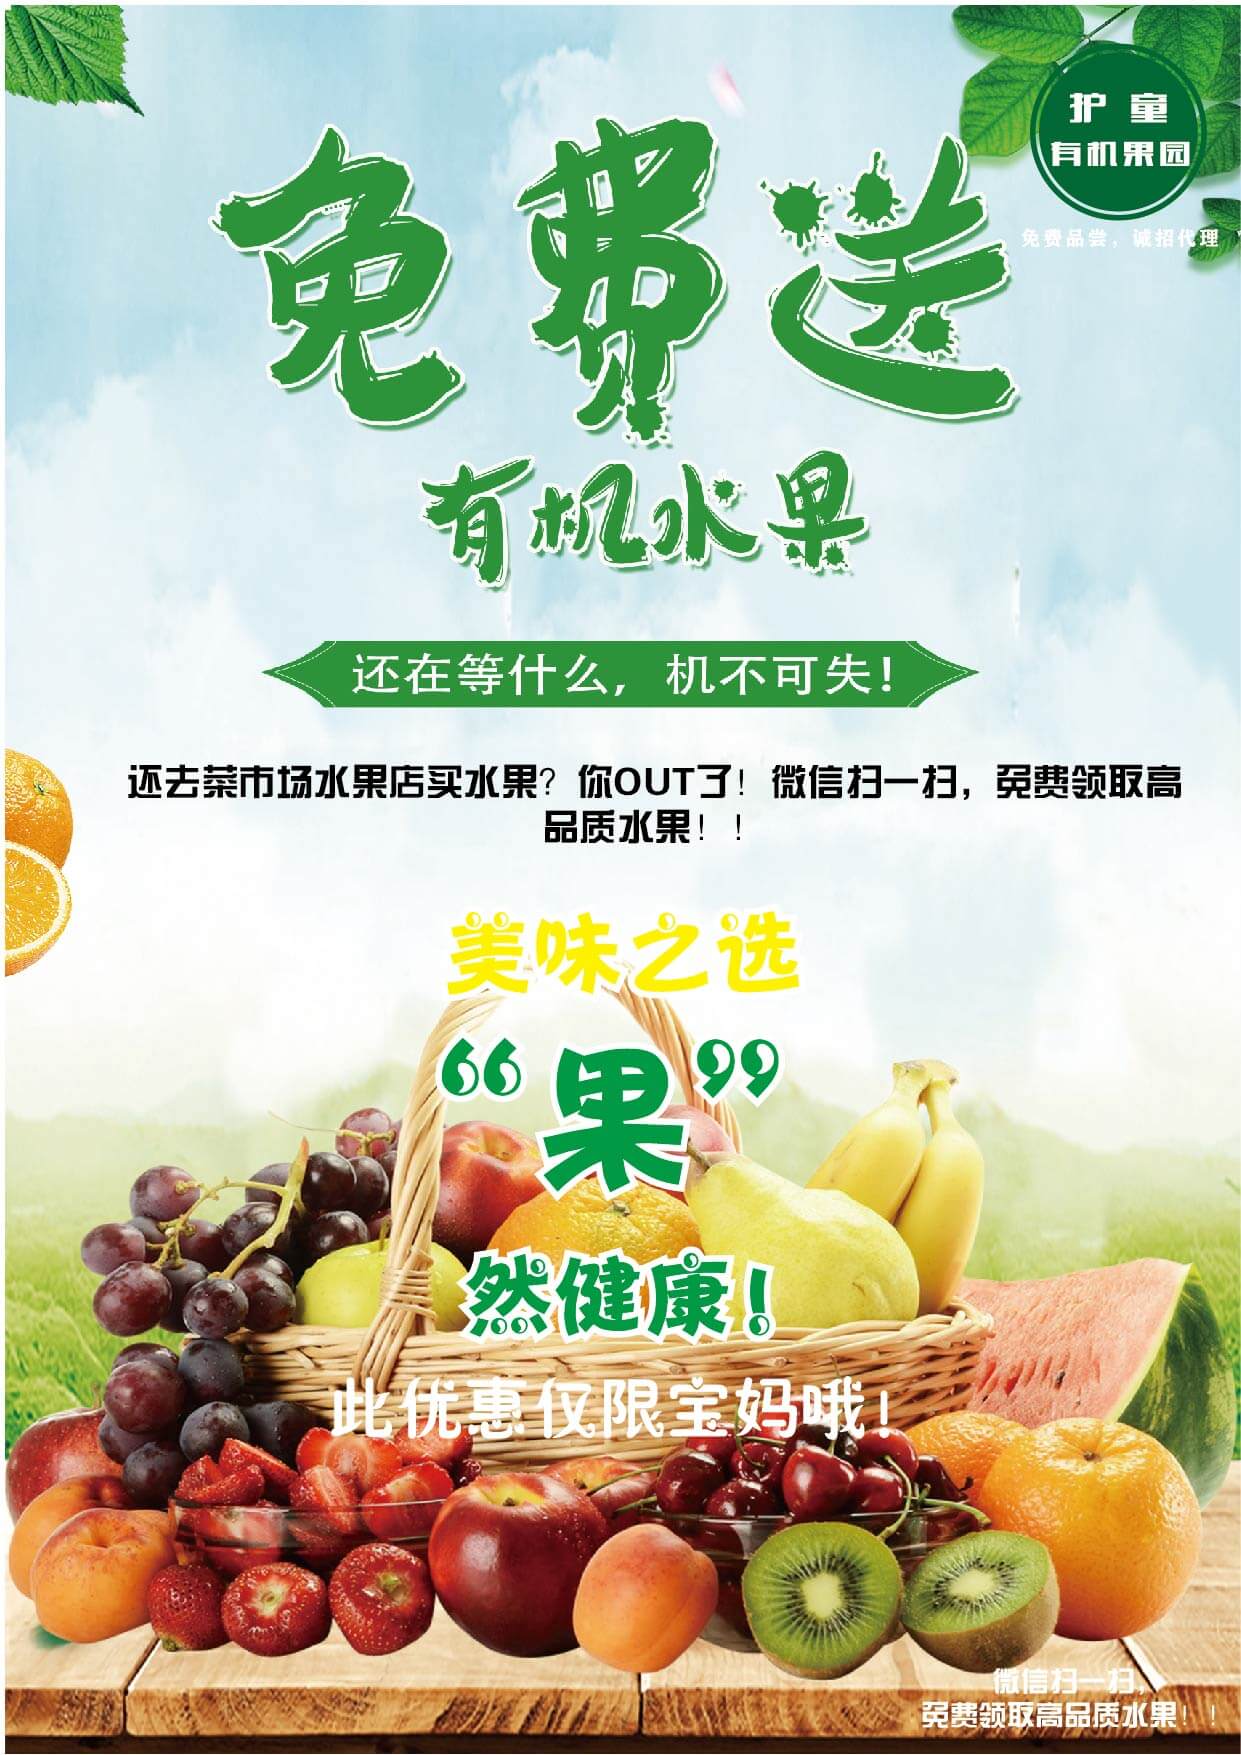 护 童
有机果园
免费品尝，诚招代理
免费送
有机水果
还在等什么，机不可失！
还去菜市场水果店买水果？你OUT了！微信扫一扫，免费领取高
品质水果！！
美味之选
“果”
然健康！
此优惠仅限宝妈哦！
微信扫一扫，
免费领取高品质水果！！